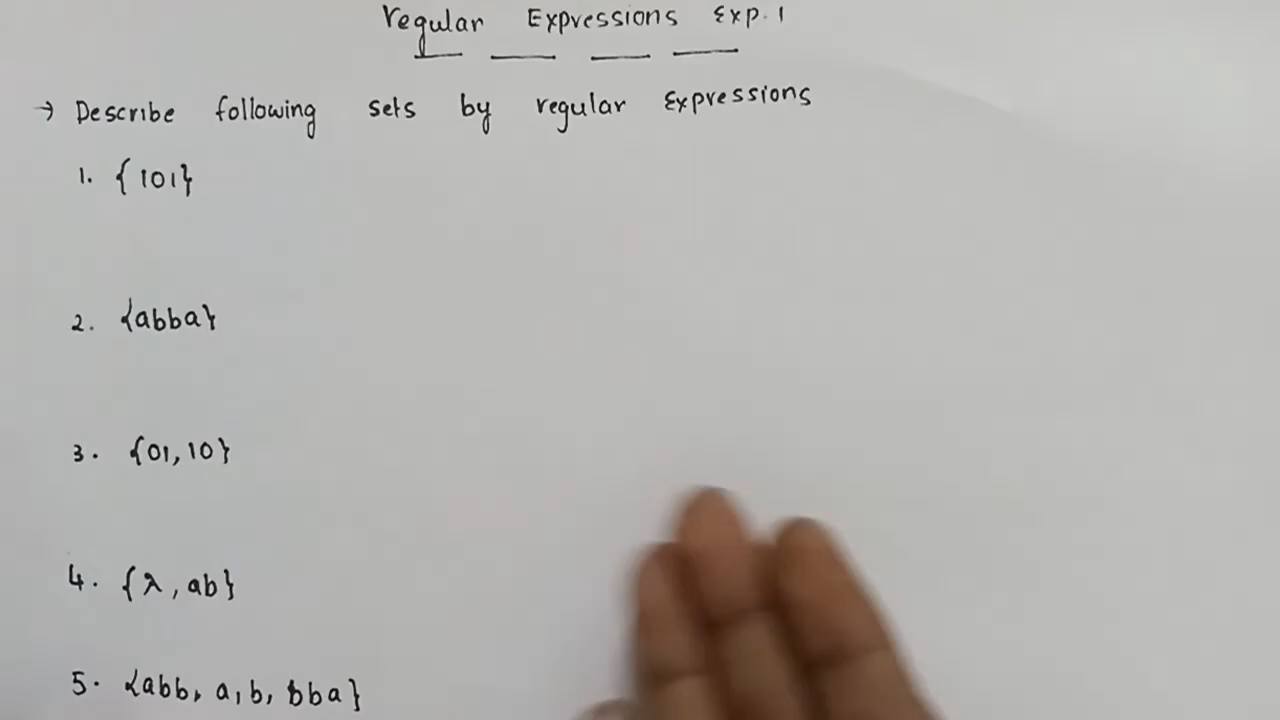 regular Expressions Exp. 1
→ Describe following sets by regular Expressions
1. {101}
2. {abba}
3. {01, 10}
4. {λ, ab}
5. {abb, a, b, bba}